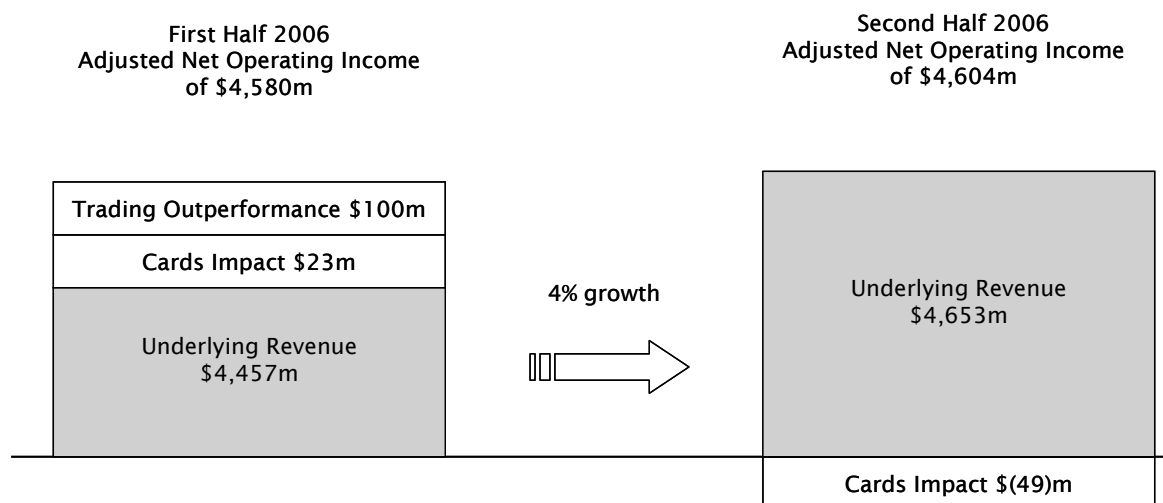 First Half 2006
Adjusted Net Operating Income
of $4,580m
Second Half 2006
Adjusted Net Operating Income
of $4,604m
Trading Outperformance $100m
Cards Impact $23m
Underlying Revenue
$4,457m
4% growth
Underlying Revenue
$4,653m
Cards Impact $(49)m